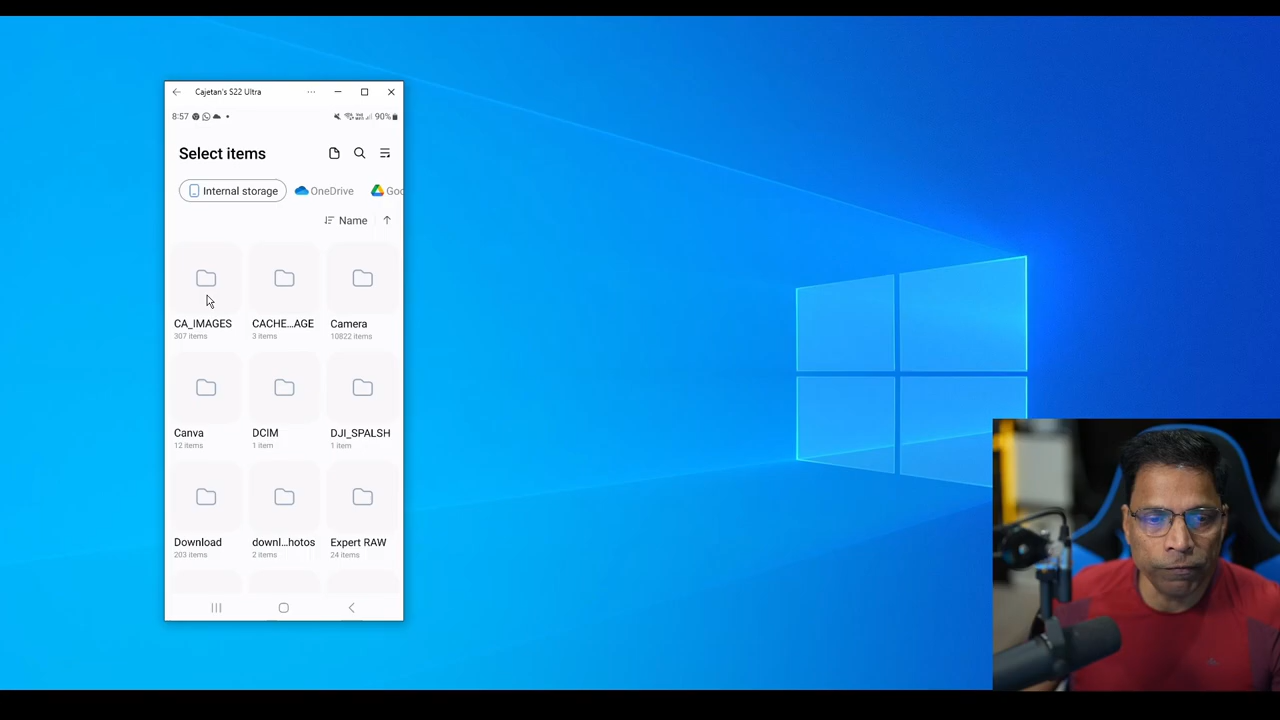 Cajetan's S22 Ultra
8:57 90%
Select items
Internal storage OneDrive Goo
Name
CA_IMAGES CACHE...AGE Camera
307 items 3 items 10822 items
Canva DCIM DJI_SPALSH
12 items 1 item 1 item
Download downl...hotos Expert RAW
203 items 2 items 24 items